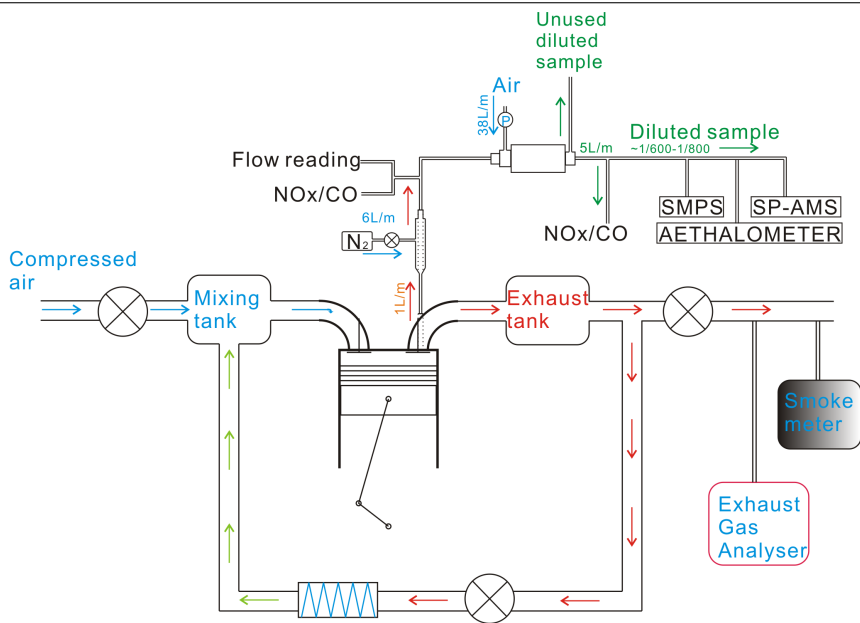 Unused
diluted
sample
Air
38L/m
P
5L/m
Diluted sample
~1/600-1/800
Flow reading
NOx/CO
6L/m
N2
NOx/CO
SMPS
SP-AMS
AETHALOMETER
Compressed
air
Mixing
tank
1L/m
Exhaust
tank
Smoke
meter
Exhaust
Gas
Analyser